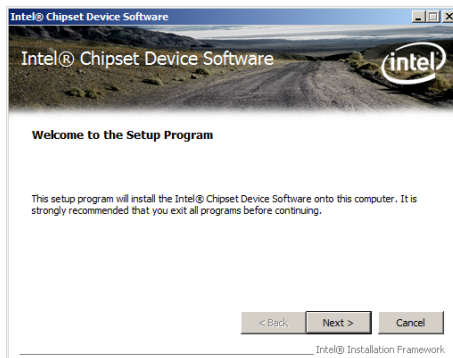 Intel® Chipset Device Software
Intel® Chipset Device Software
intel®
Welcome to the Setup Program
This setup program will install the Intel® Chipset Device Software onto this computer. It is
strongly recommended that you exit all programs before continuing.
< Back
Next >
Cancel
Intel® Installation Framework